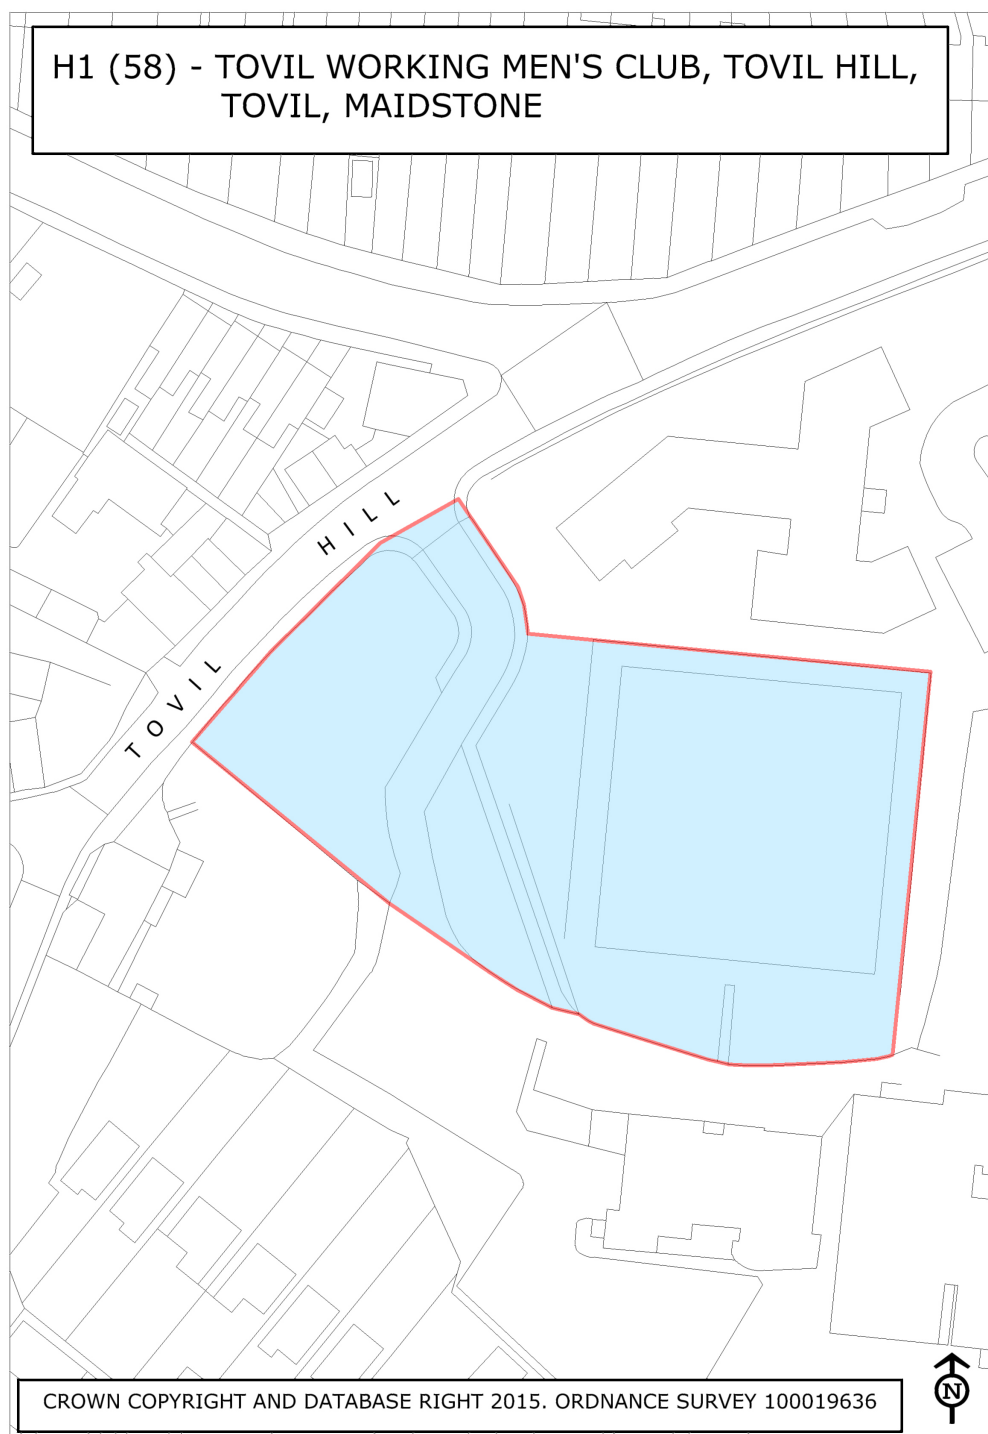 H1 (58) - TOVIL WORKING MEN'S CLUB, TOVIL HILL,
TOVIL, MAIDSTONE
TOVIL HILL
CROWN COPYRIGHT AND DATABASE RIGHT 2015. ORDNANCE SURVEY 100019636
N